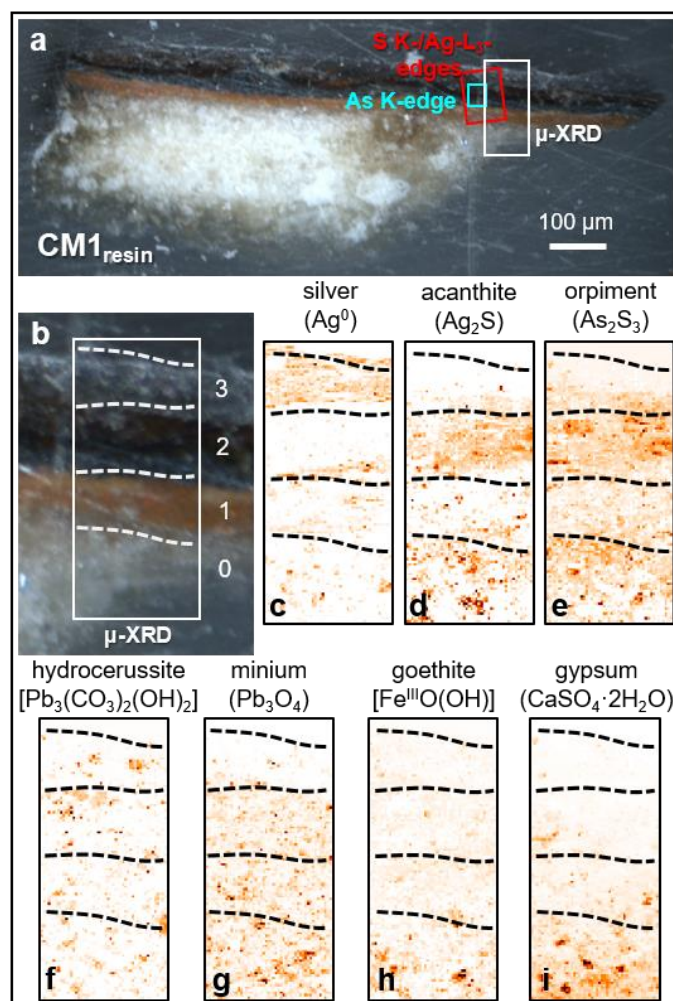 a
S K-/Ag-L₃-
edges
As K-edge
µ-XRD
100 µm
CM1resin
b
3
2
1
0
µ-XRD
silver
(Ag⁰)
c
acanthite
(Ag₂S)
d
orpiment
(As₂S₃)
e
hydrocerussite
[Pb₃(CO₃)₂(OH)₂]
f
minium
(Pb₃O₄)
g
goethite
[FeᴵᴵᴵO(OH)]
h
gypsum
(CaSO₄·2H₂O)
i